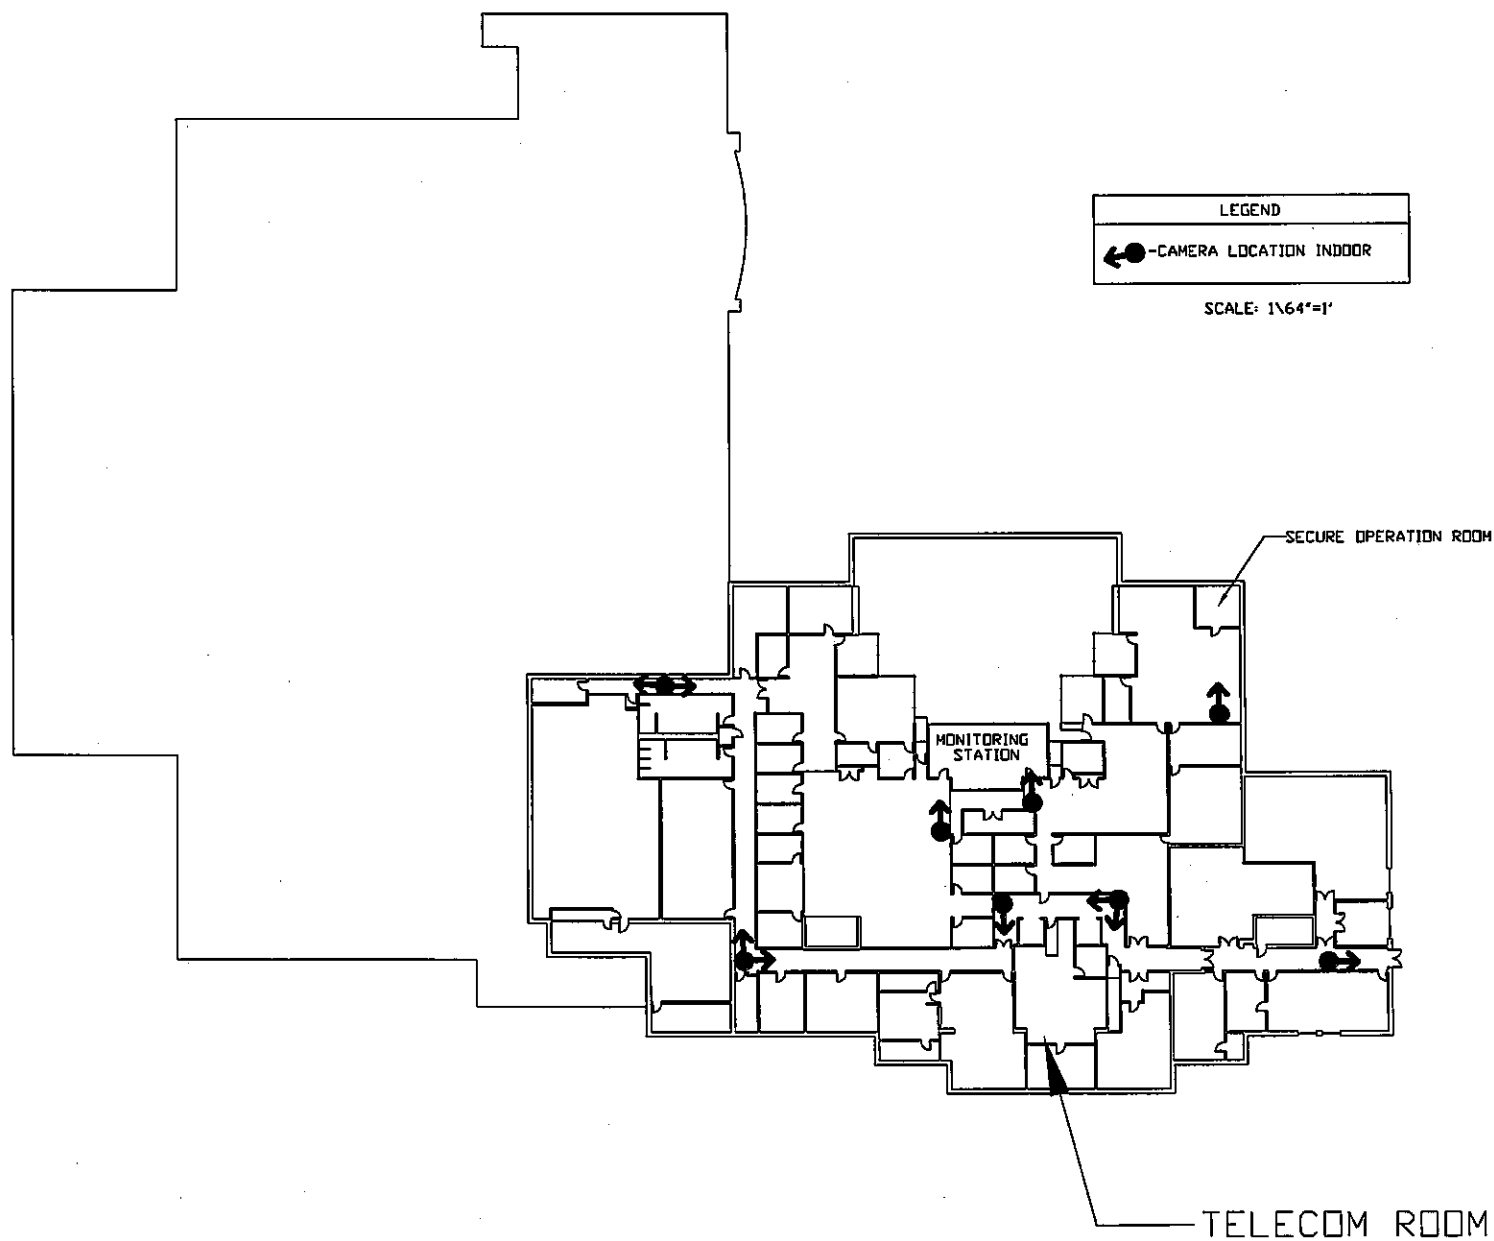 LEGEND
-CAMERA LOCATION INDOOR
SCALE: 1\64"=1'
SECURE OPERATION ROOM
MONITORING
STATION
TELECOM ROOM